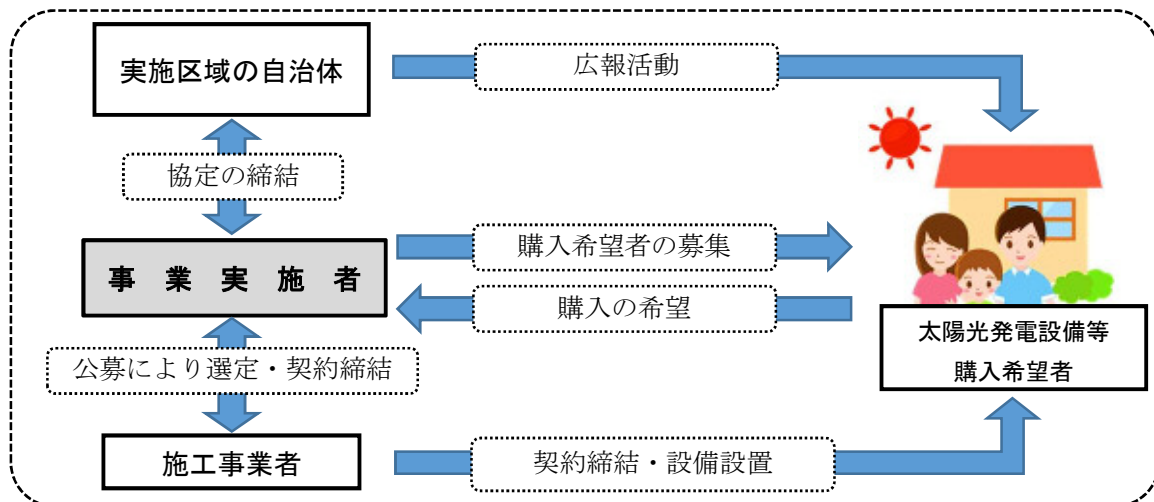 実施区域の自治体
広報活動
協定の締結
購入希望者の募集
事業実施者
購入の希望
太陽光発電設備等
購入希望者
公募により選定・契約締結
施工事業者
契約締結・設備設置